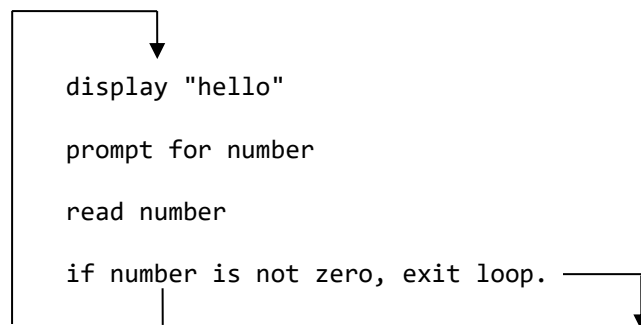 display "hello"
prompt for number
read number
if number is not zero, exit loop.